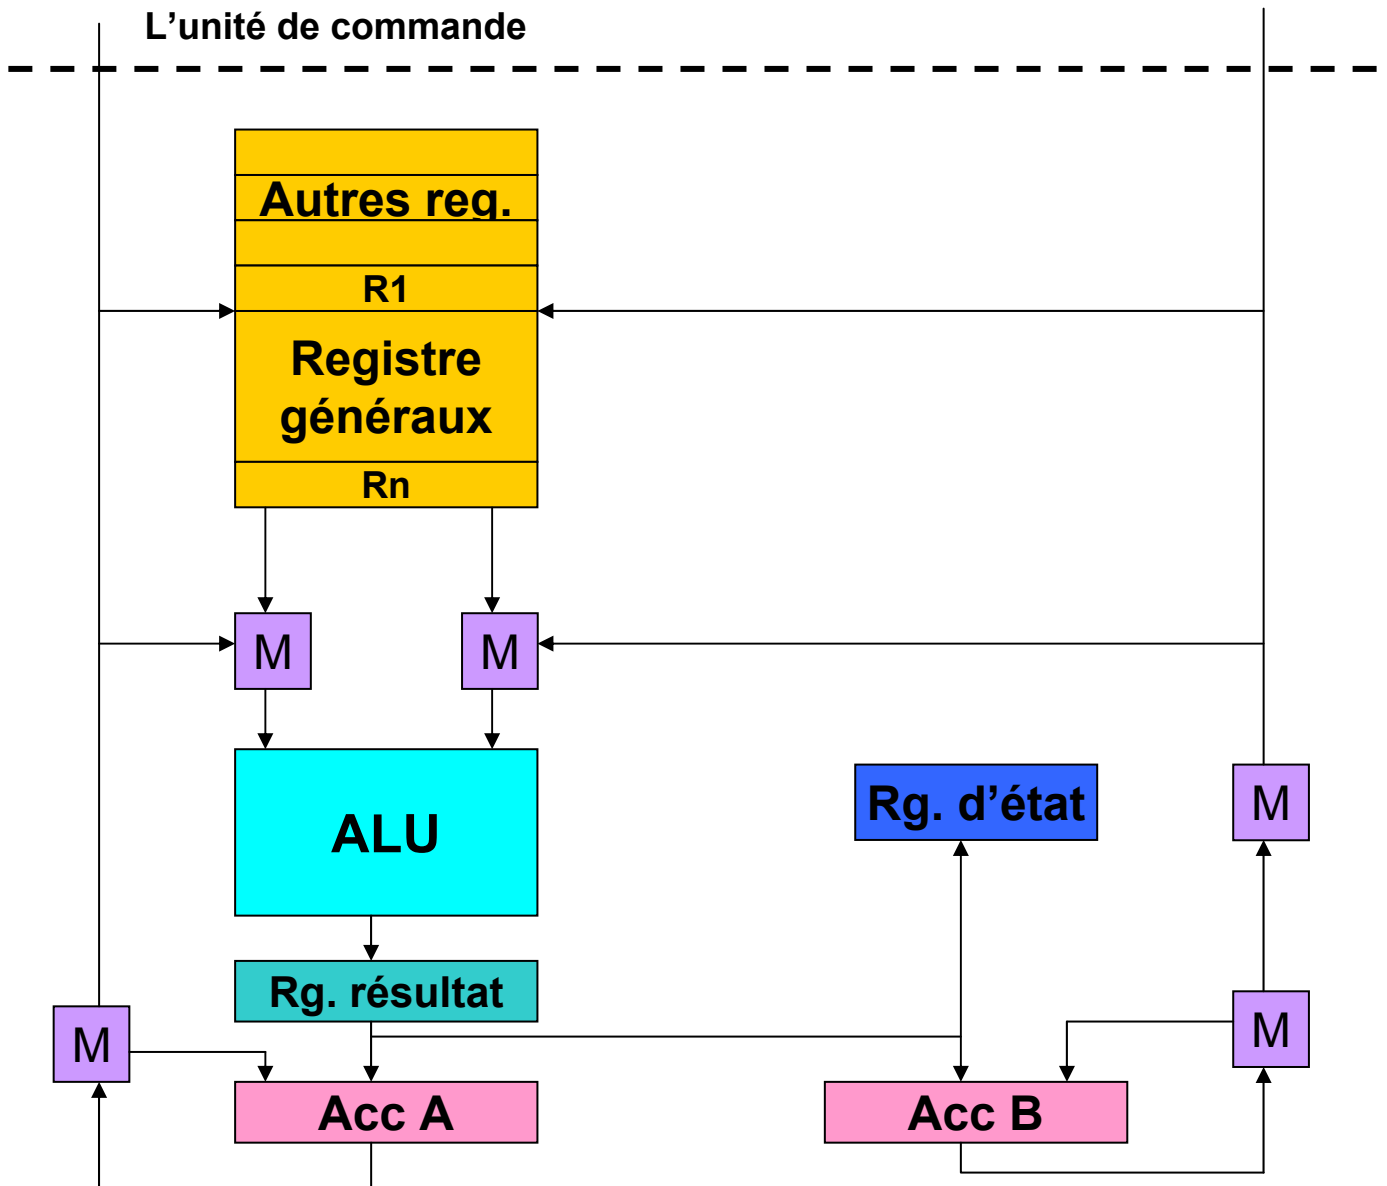 L’unité de commande
Autres reg.
R1
Registre
généraux
Rn
M
M
ALU
Rg. d’état
M
Rg. résultat
M
M
Acc A
Acc B